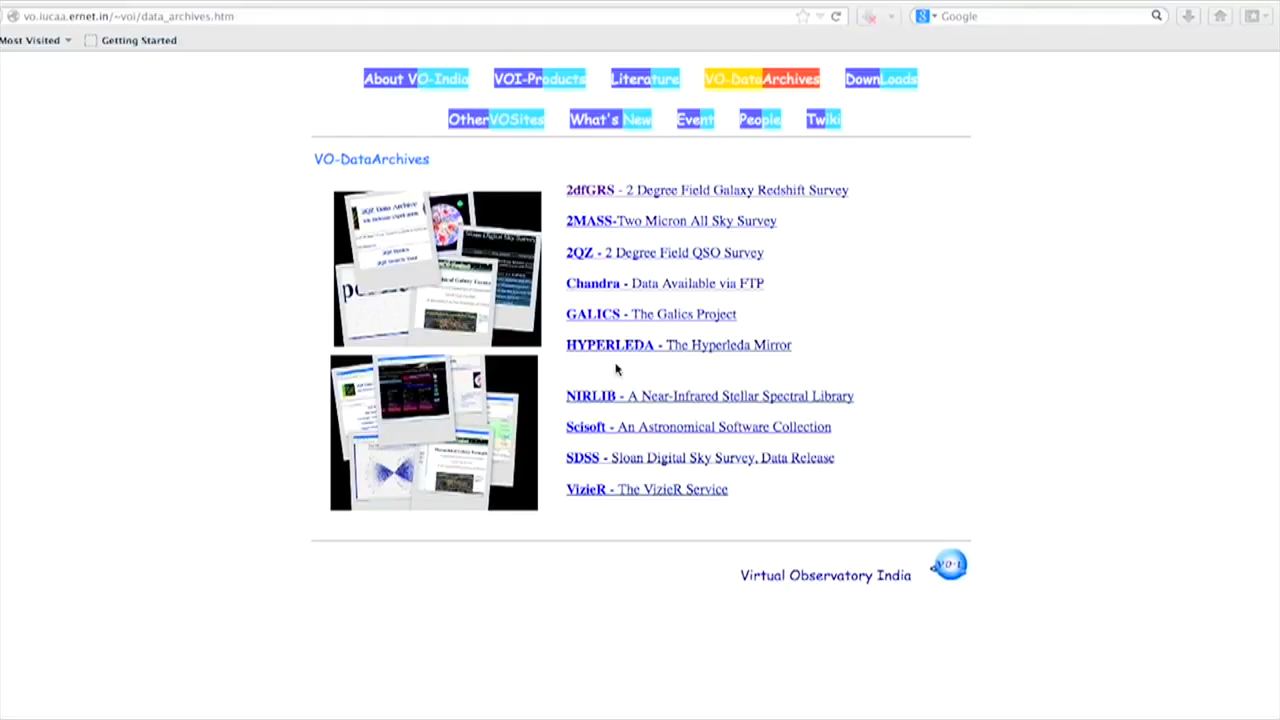 vo.iucaa.ernet.in/~voi/data_archives.htm
Google
Most Visited
Getting Started
About VO-India VOI-Products Literature VO-DataArchives DownLoads
OtherVOSites What's New Event People Twiki
VO-DataArchives
2dfGRS - 2 Degree Field Galaxy Redshift Survey
2MASS-Two Micron All Sky Survey
2QZ - 2 Degree Field QSO Survey
Chandra - Data Available via FTP
GALICS - The Galics Project
HYPERLEDA - The Hyperleda Mirror
NIRLIB - A Near-Infrared Stellar Spectral Library
Scisoft - An Astronomical Software Collection
SDSS - Sloan Digital Sky Survey, Data Release
VizieR - The VizieR Service
Virtual Observatory India
VO-I